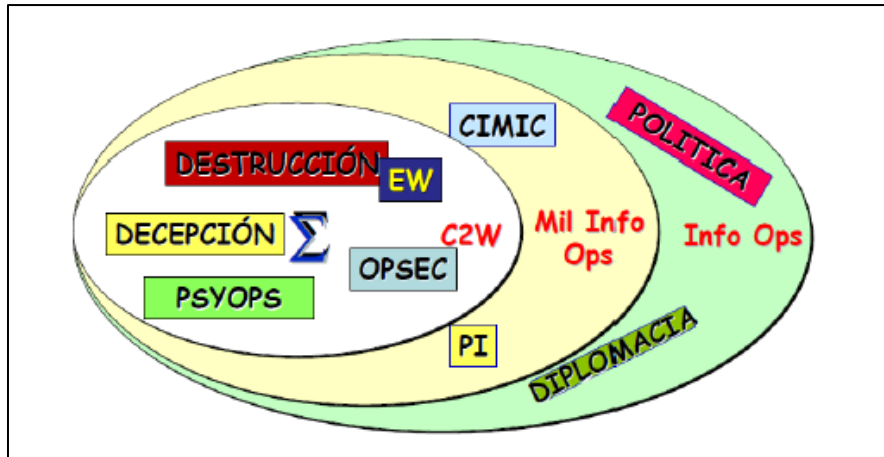 CIMIC
POLITICA
DESTRUCCIÓN
EW
DECEPCIÓN
Σ
C2W
Mil Info
Ops
Info Ops
OPSEC
PSYOPS
PI
DIPLOMACIA